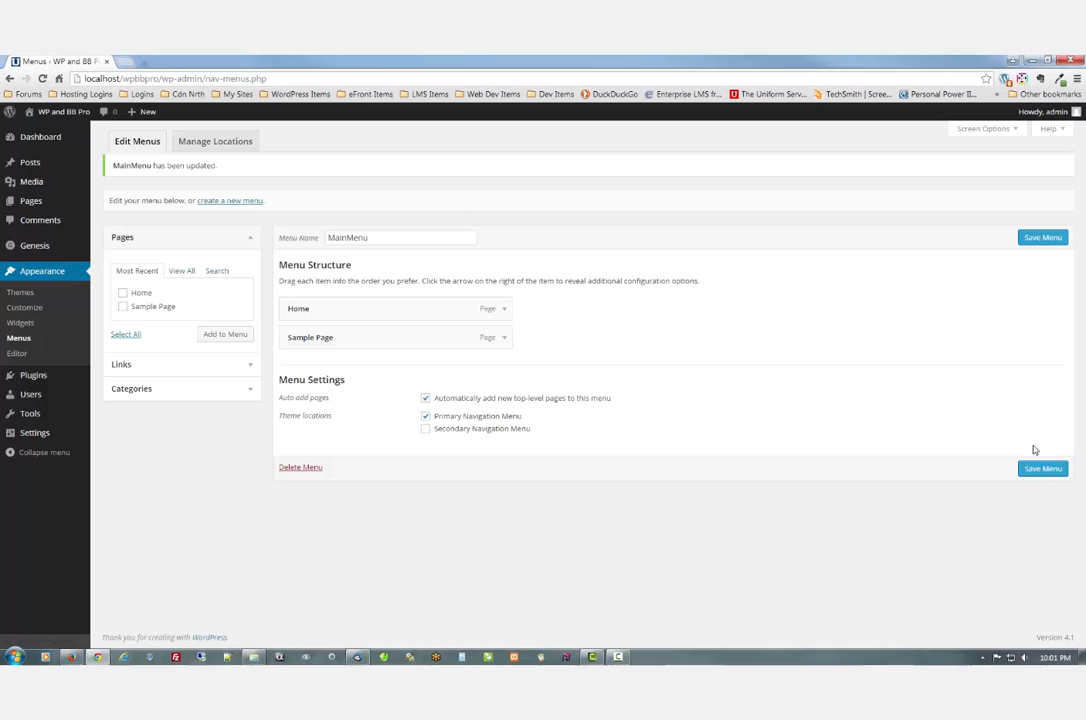 Menus ‹ WP and BB P
localhost/wpbbpro/wp-admin/nav-menus.php
Forums Hosting Logins Logins Cdn Nrth My Sites WordPress Items eFront Items LMS Items Web Dev Items Dev Items DuckDuckGo Enterprise LMS fr... The Uniform Serv... TechSmith | Scree... Personal Power II... » Other bookmarks
WP and BB Pro 0 + New Howdy, admin
Screen Options Help
Dashboard
Posts
Media
Pages
Comments
Genesis
Appearance
Themes
Customize
Widgets
Menus
Editor
Plugins
Users
Tools
Settings
Collapse menu
Edit Menus Manage Locations
MainMenu has been updated.
Edit your menu below, or create a new menu.
Pages
Most Recent View All Search
Home
Sample Page
Select All Add to Menu
Links
Categories
Menu Name MainMenu Save Menu
Menu Structure
Drag each item into the order you prefer. Click the arrow on the right of the item to reveal additional configuration options.
Home Page
Sample Page Page
Menu Settings
Auto add pages Automatically add new top-level pages to this menu
Theme locations Primary Navigation Menu
Secondary Navigation Menu
Delete Menu Save Menu
Thank you for creating with WordPress. Version 4.1
10:01 PM